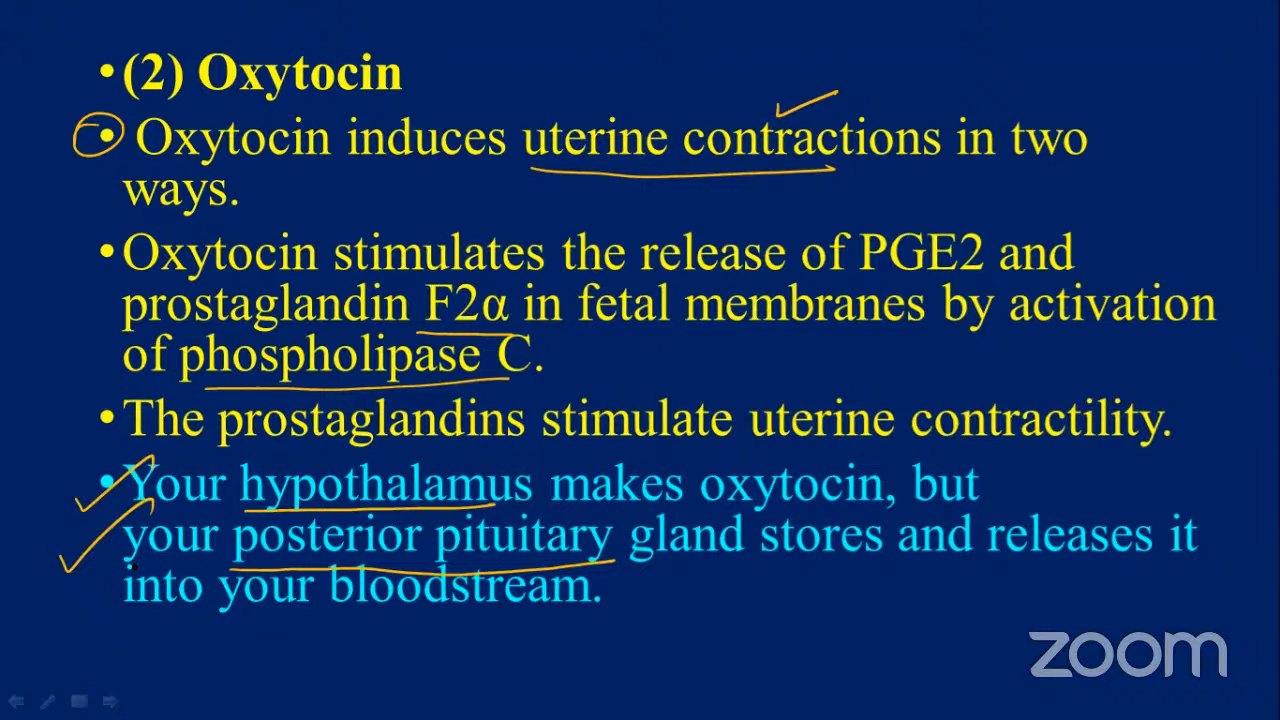 •(2) Oxytocin
• Oxytocin induces uterine contractions in two
ways.
•Oxytocin stimulates the release of PGE2 and
prostaglandin F2α in fetal membranes by activation
of phospholipase C.
•The prostaglandins stimulate uterine contractility.
•Your hypothalamus makes oxytocin, but
your posterior pituitary gland stores and releases it
into your bloodstream.
zoom